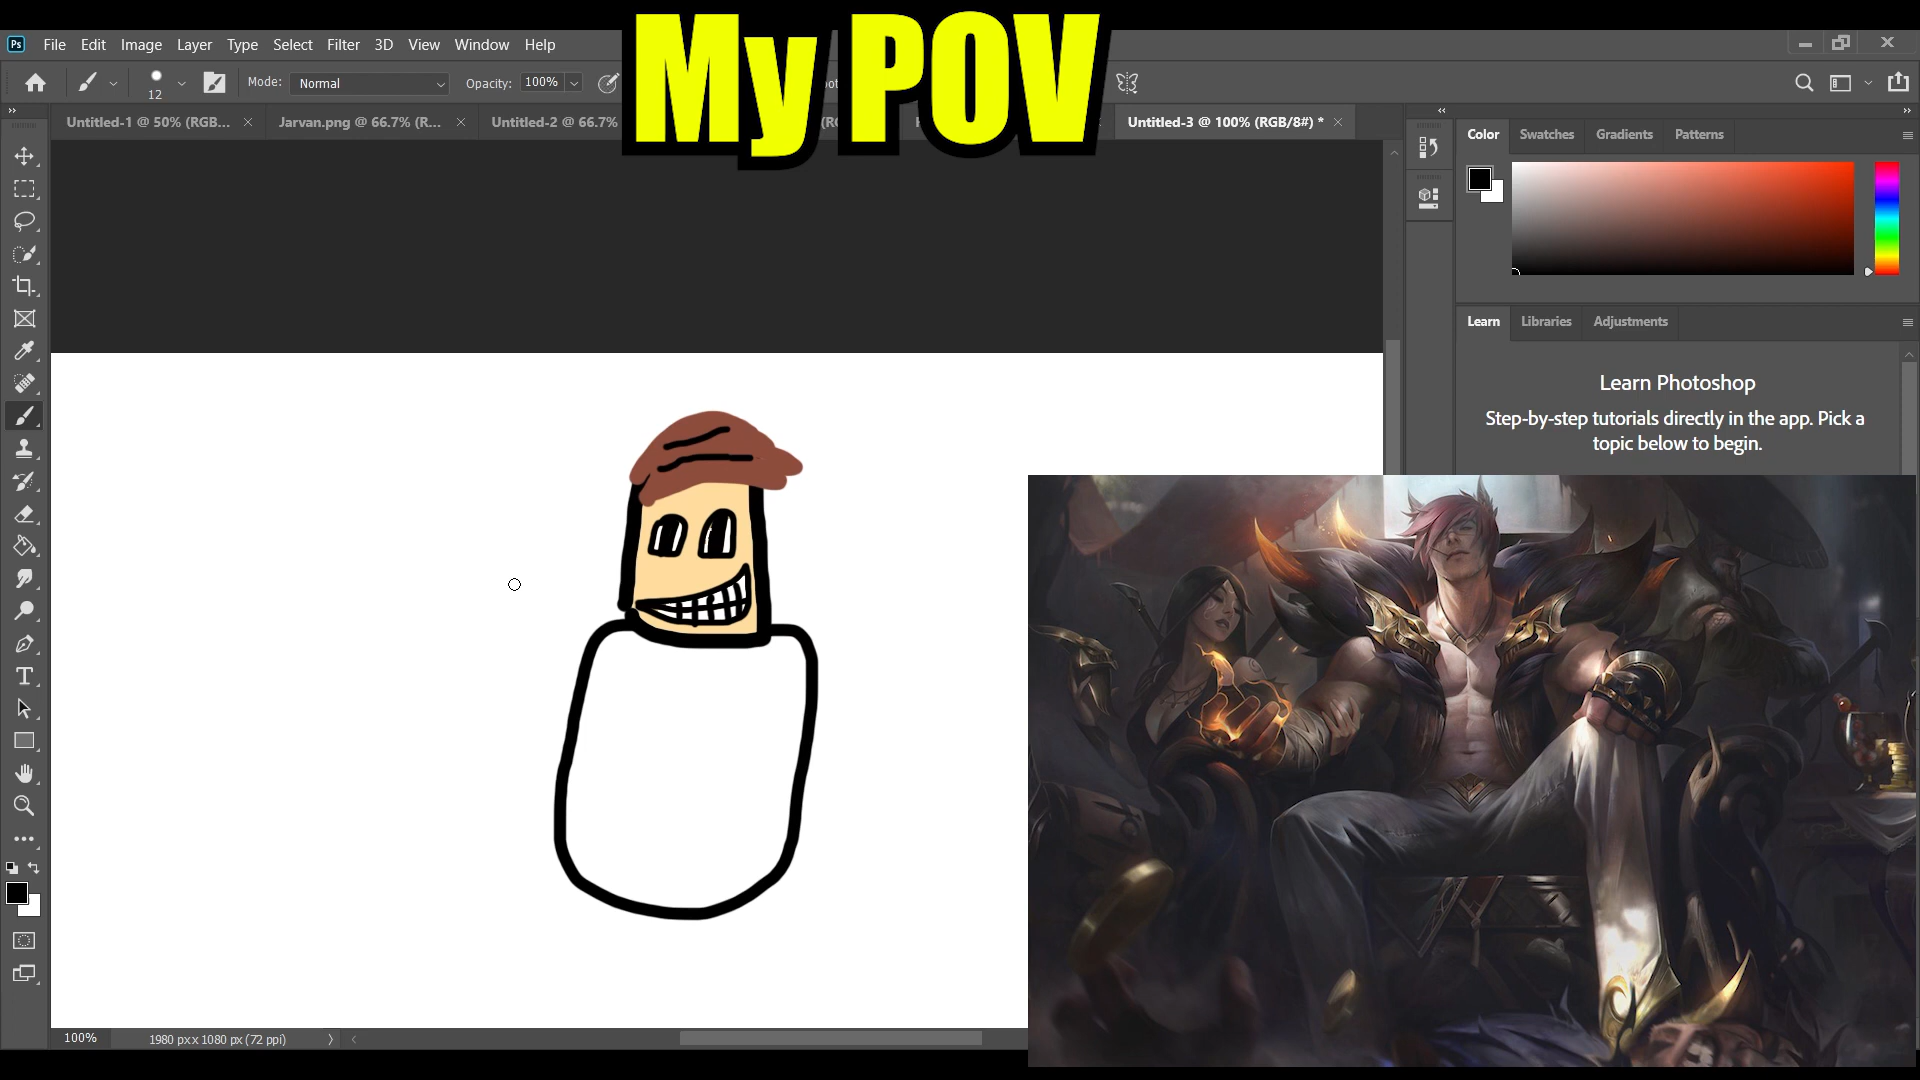 My POV
Ps File Edit Image Layer Type Select Filter 3D View Window Help
12 Mode: Normal Opacity: 100%
Untitled-1 @ 50% (RGB... Jarvan.png @ 66.7% (R... Untitled-2 @ 66.7% Untitled-3 @ 100% (RGB/8#) *
Color Swatches Gradients Patterns
Learn Libraries Adjustments
Learn Photoshop
Step-by-step tutorials directly in the app. Pick a
topic below to begin.
100% 1980 px x 1080 px (72 ppi)